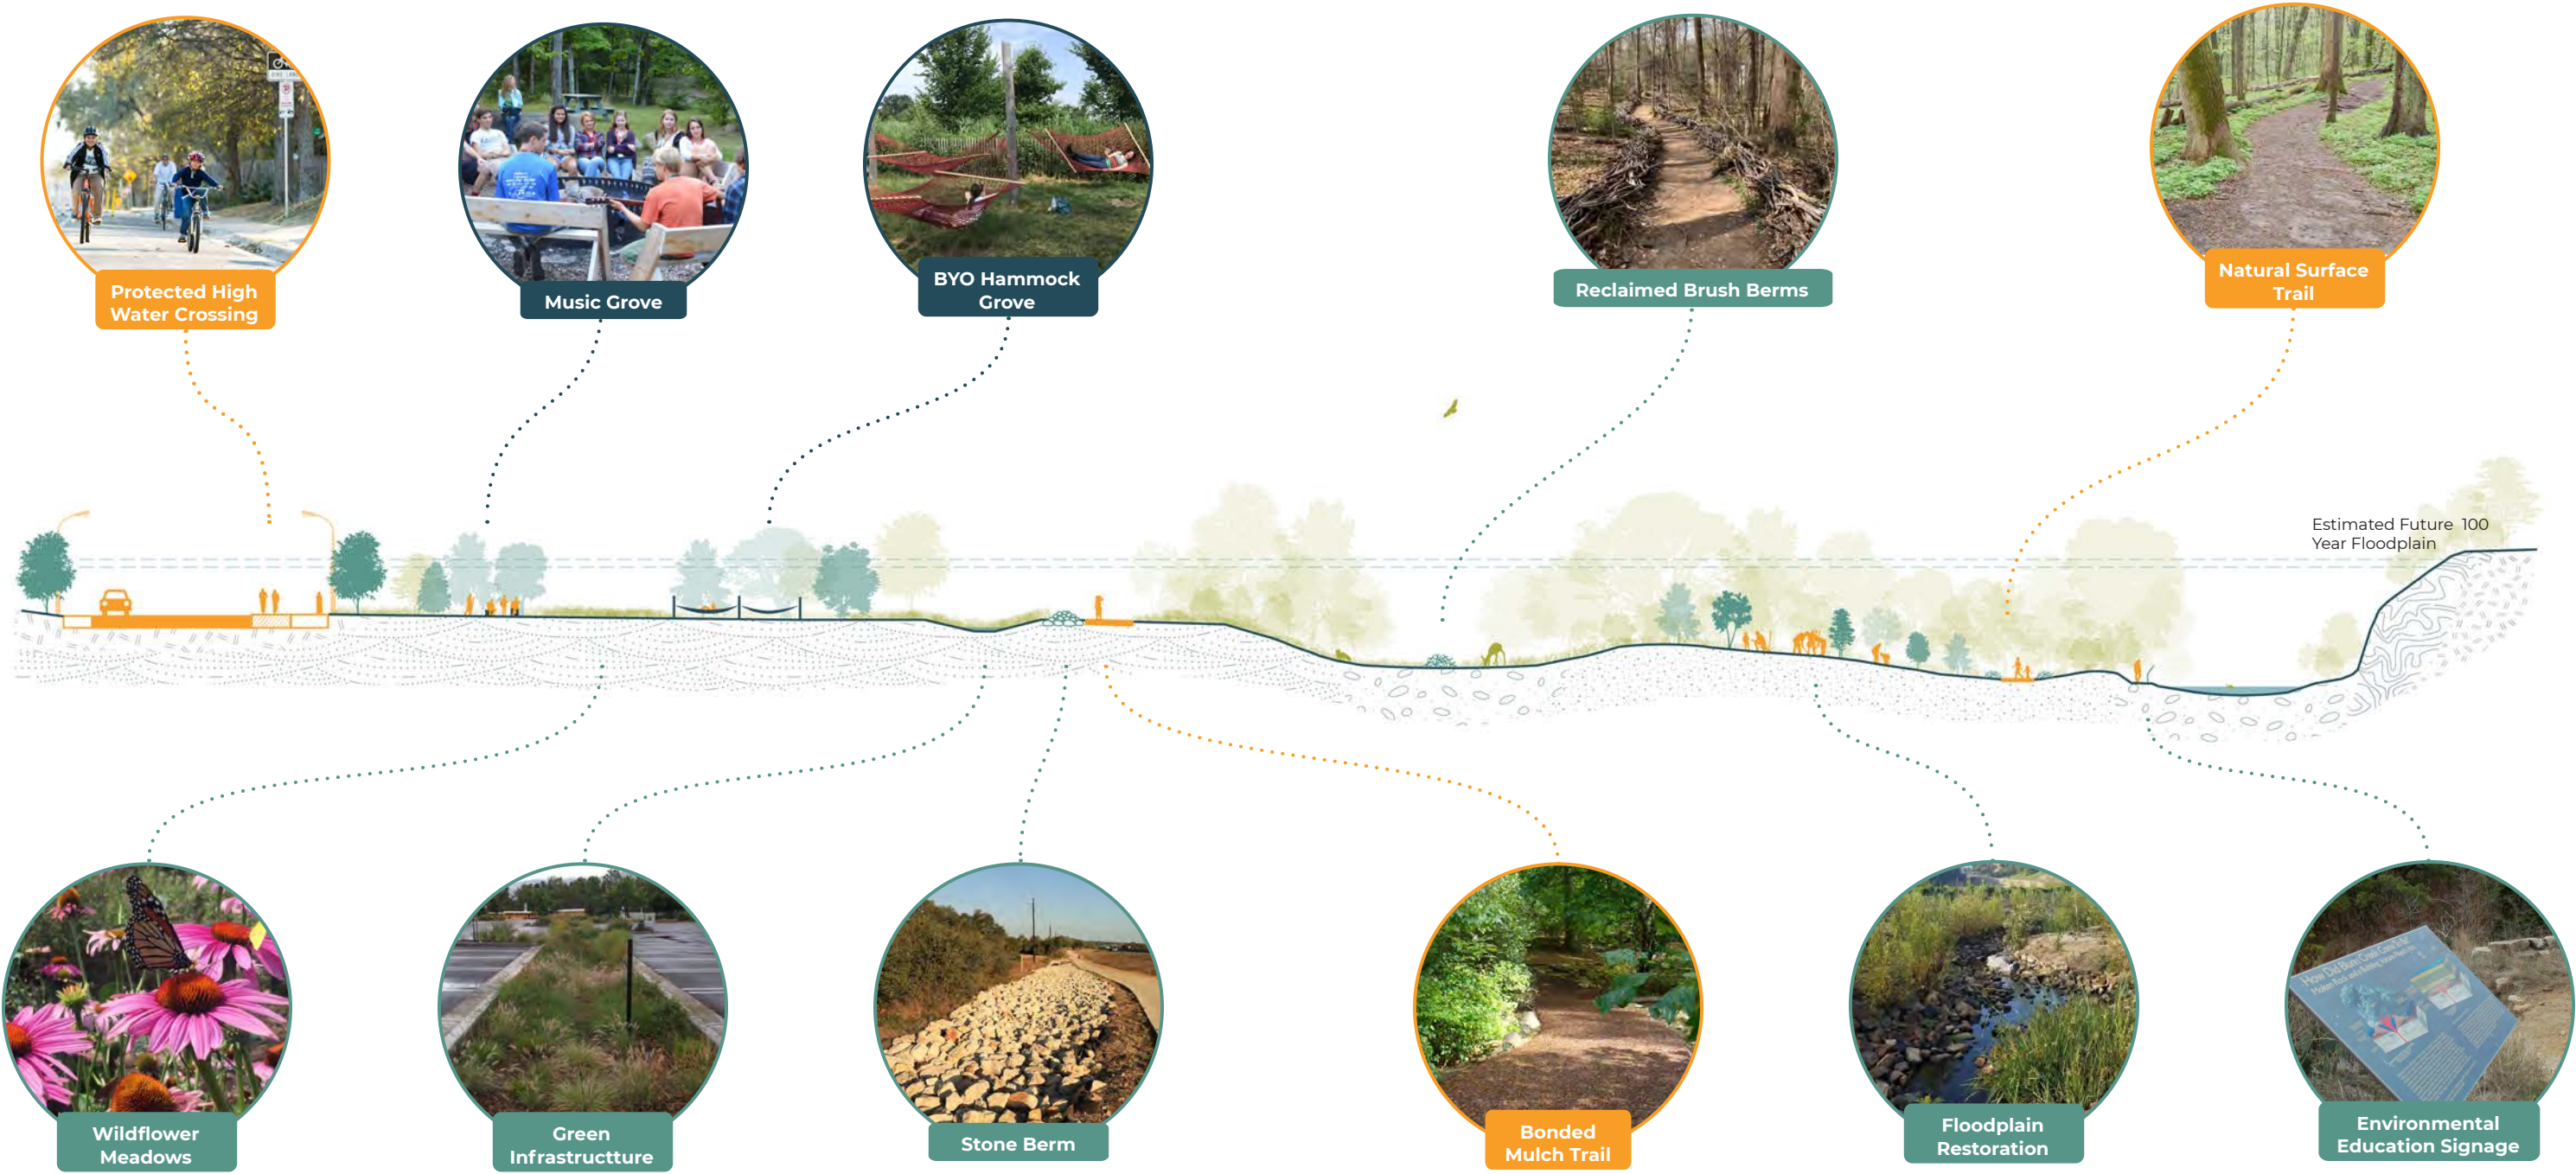 Protected High
Water Crossing
Music Grove
BYO Hammock
Grove
Reclaimed Brush Berms
Natural Surface
Trail
Estimated Future 100
Year Floodplain
Wildflower
Meadows
Green
Infrastructture
Stone Berm
Bonded
Mulch Trail
Floodplain
Restoration
Environmental
Education Signage